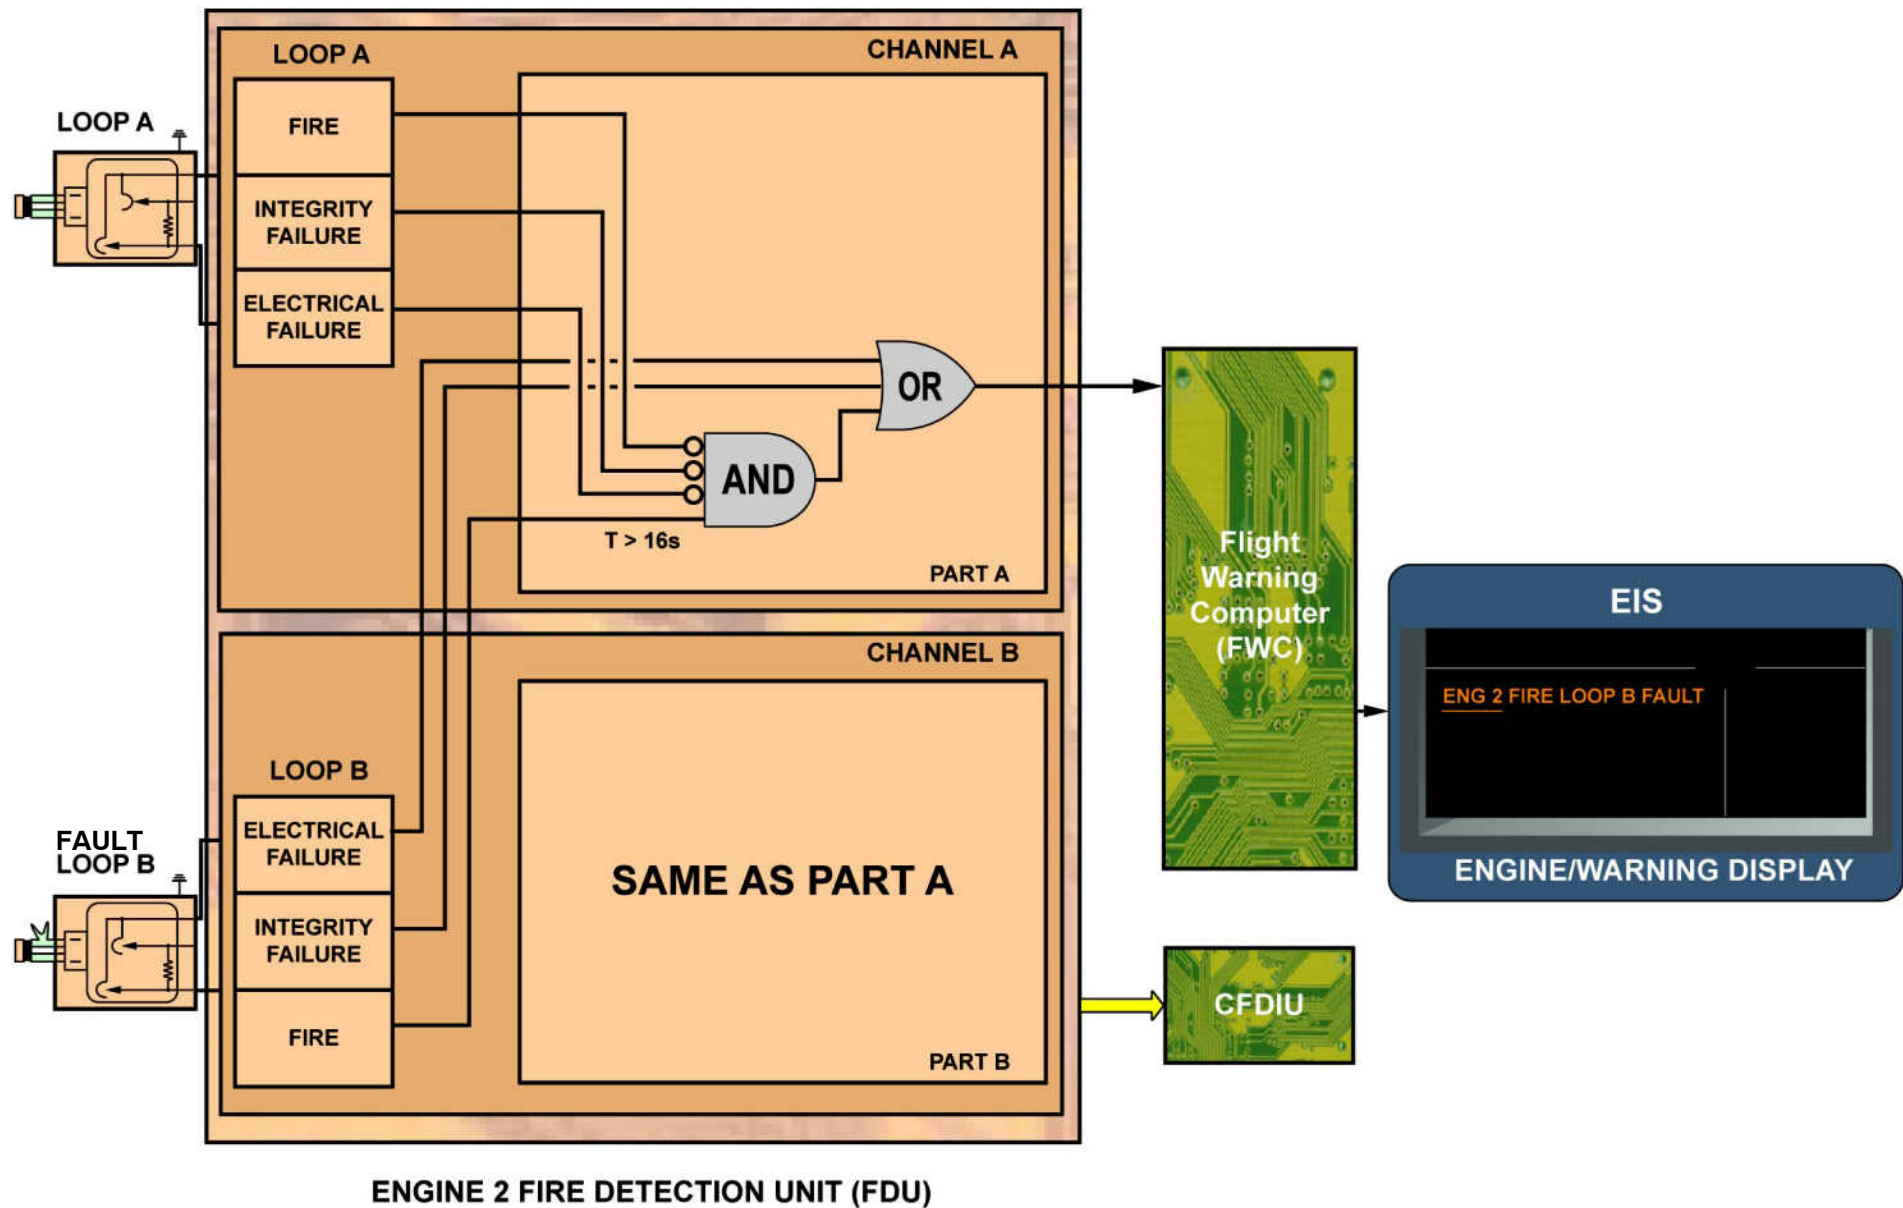 LOOP A
CHANNEL A
LOOP A
FIRE
INTEGRITY
FAILURE
ELECTRICAL
FAILURE
OR
AND
T > 16s
PART A
CHANNEL B
LOOP B
ELECTRICAL
FAILURE
INTEGRITY
FAILURE
FIRE
FAULT
LOOP B
SAME AS PART A
PART B
Flight
Warning
Computer
(FWC)
EIS
ENG 2 FIRE LOOP B FAULT
ENGINE/WARNING DISPLAY
CFDIU
ENGINE 2 FIRE DETECTION UNIT (FDU)